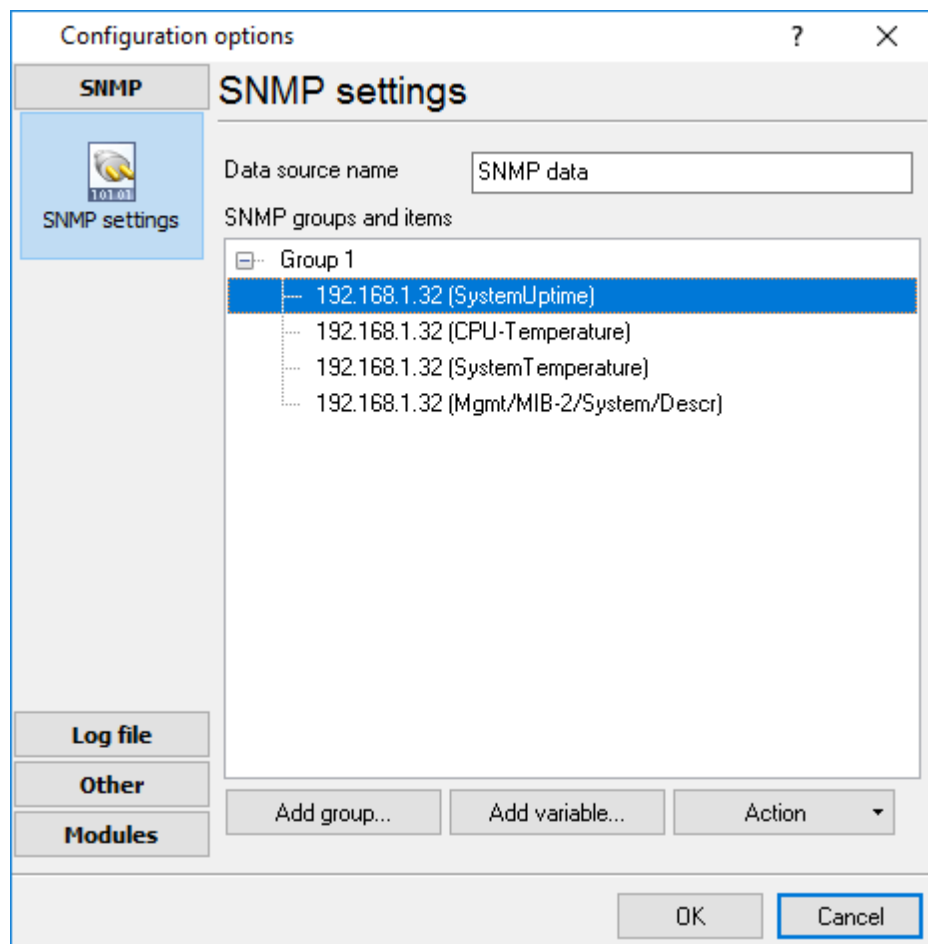 Configuration options ?
SNMP
SNMP settings
101:01
SNMP settings
Data source name SNMP data
SNMP groups and items
Group 1
192.168.1.32 (SystemUptime)
192.168.1.32 (CPU-Temperature)
192.168.1.32 (SystemTemperature)
192.168.1.32 (Mgmt/MIB-2/System/Descr)
Log file
Other
Modules
Add group... Add variable... Action
OK Cancel